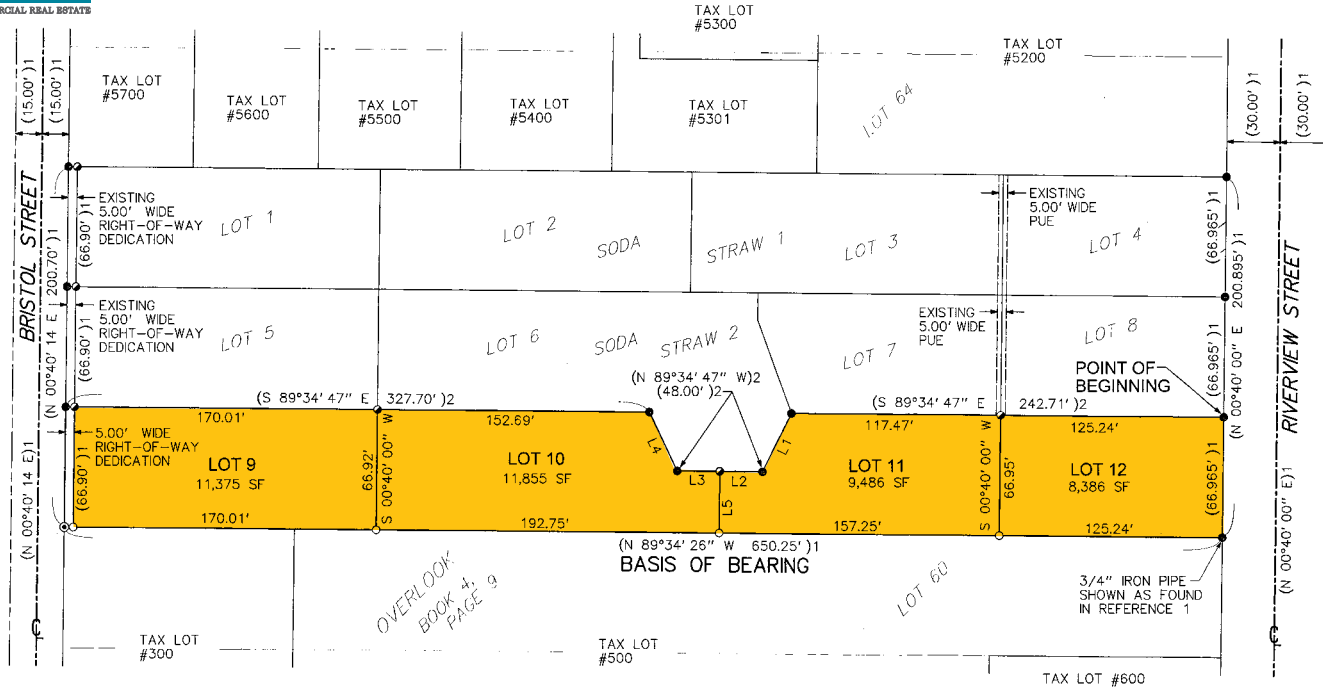 RCIAL REAL ESTATE
TAX LOT
#5300
TAX LOT
#5200
TAX LOT
#5700
TAX LOT
#5600
TAX LOT
#5500
TAX LOT
#5400
TAX LOT
#5301
LOT 64
(15.00')1
(15.00')1
(30.00')1
(30.00')1
BRISTOL STREET
(N 00°40' 14 E)1
(N 00°40' 14 E 200.70')1
(66.90')1
EXISTING
5.00' WIDE
RIGHT-OF-WAY
DEDICATION
LOT 1
LOT 2
SODA STRAW 1
LOT 3
EXISTING
5.00' WIDE
PUE
LOT 4
(66.965')1
(N 00°40' 00" E 200.895')1
RIVERVIEW STREET
(N 00°40' 00" E)1
(66.90')1
EXISTING
5.00' WIDE
RIGHT-OF-WAY
DEDICATION
LOT 5
LOT 6
SODA STRAW 2
LOT 7
EXISTING
5.00' WIDE
PUE
LOT 8
(66.965')1
POINT OF
BEGINNING
(N 89°34' 47" W)2
(48.00')2
(S 89°34' 47" E 327.70')2
(S 89°34' 47" E 242.71')2
170.01'
152.69'
117.47'
125.24'
(66.90')1
5.00' WIDE
RIGHT-OF-WAY
DEDICATION
LOT 9
11,375 SF
66.92'
S 00°40' 00" W
LOT 10
11,855 SF
L4
L3
L2
L1
L5
LOT 11
9,486 SF
S 00°40' 00" W
66.95'
LOT 12
8,386 SF
(66.965')1
170.01'
192.75'
157.25'
125.24'
(N 89°34' 26" W 650.25')1
BASIS OF BEARING
OVERLOOK
BOOK 4,
PAGE 9
LOT 60
3/4" IRON PIPE
SHOWN AS FOUND
IN REFERENCE 1
TAX LOT
#300
TAX LOT
#500
TAX LOT #600